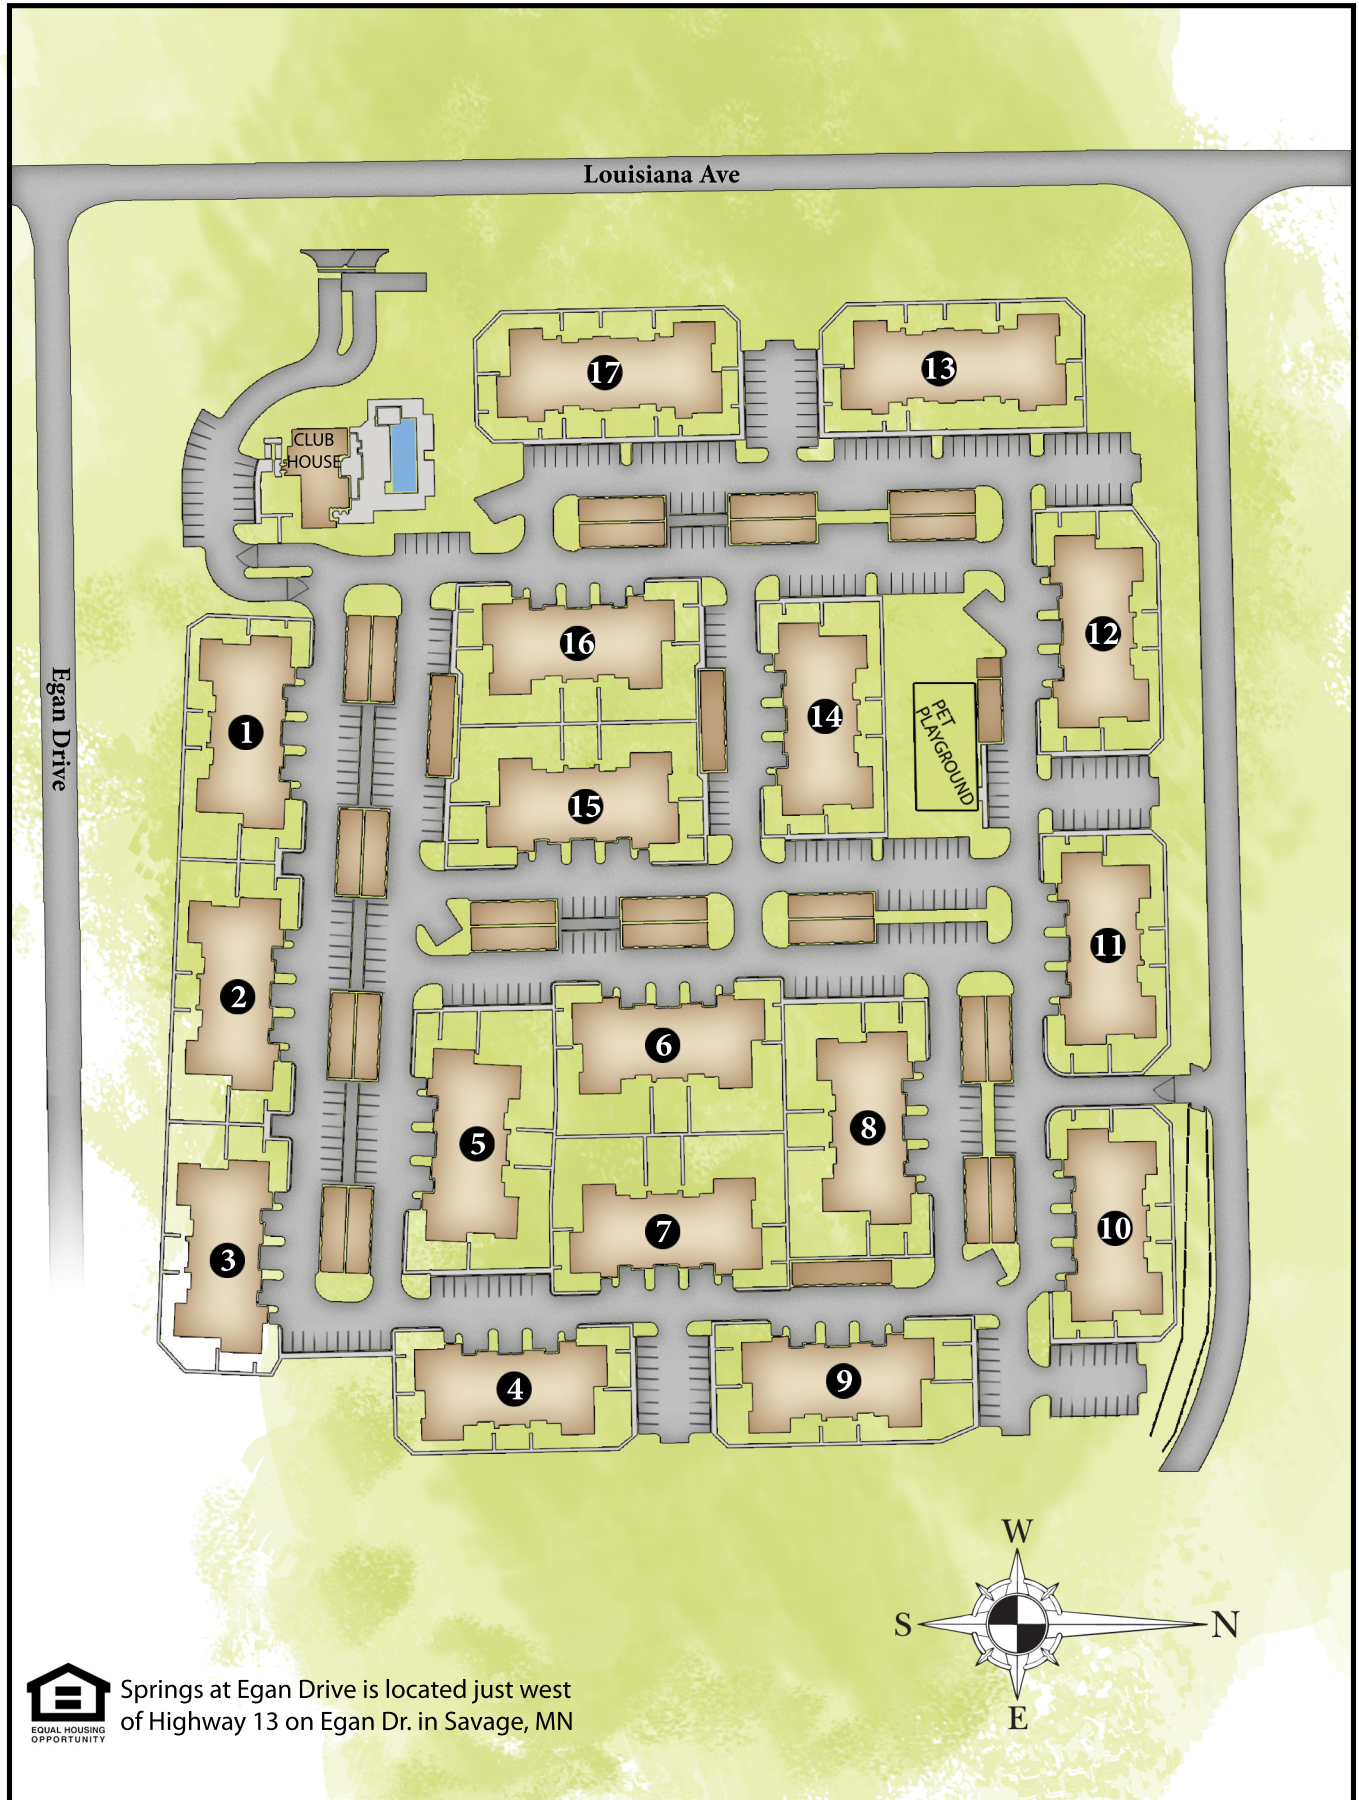 Louisiana Ave
17
13
CLUB
HOUSE
12
16
1
14
PET
PLAYGROUND
Egan Drive
15
11
2
6
8
5
10
7
3
9
4
W
S
N
E
Springs at Egan Drive is located just west
of Highway 13 on Egan Dr. in Savage, MN
EQUAL HOUSING
OPPORTUNITY